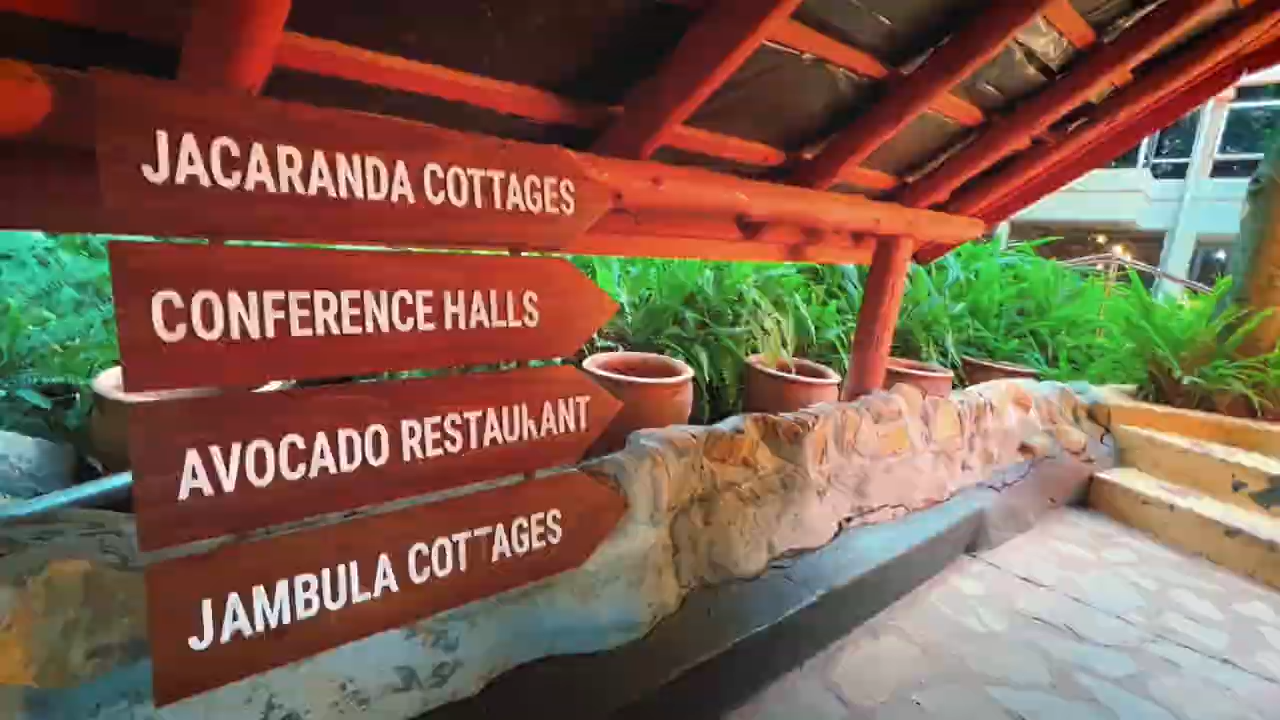 JACARANDA COTTAGES
CONFERENCE HALLS
AVOCADO RESTAURANT
JAMBULA COTTAGES